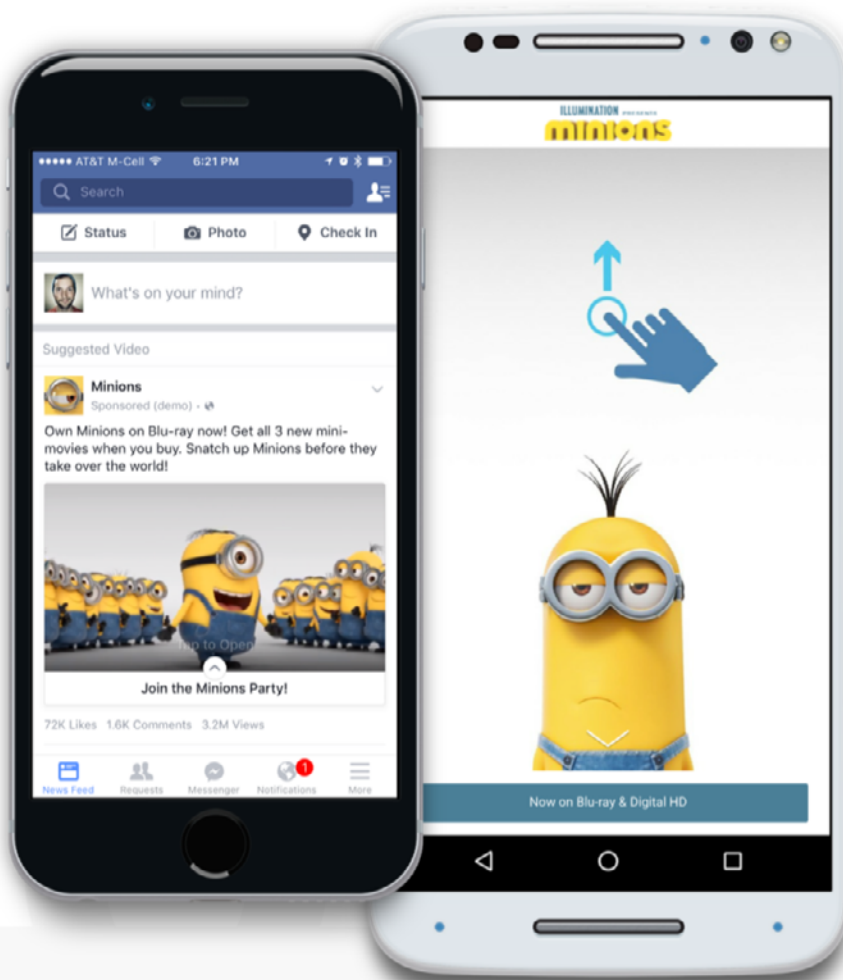 AT&T M-Cell 6:21 PM
Search
Status Photo Check In
What's on your mind?
Suggested Video
Minions
Sponsored (demo) ·
Own Minions on Blu-ray now! Get all 3 new mini-
movies when you buy. Snatch up Minions before they
take over the world!
Tap to Open
Join the Minions Party!
72K Likes 1.6K Comments 3.2M Views
1
News Feed Requests Messenger Notifications More
ILLUMINATION PRESENTS
minions
Now on Blu-ray & Digital HD